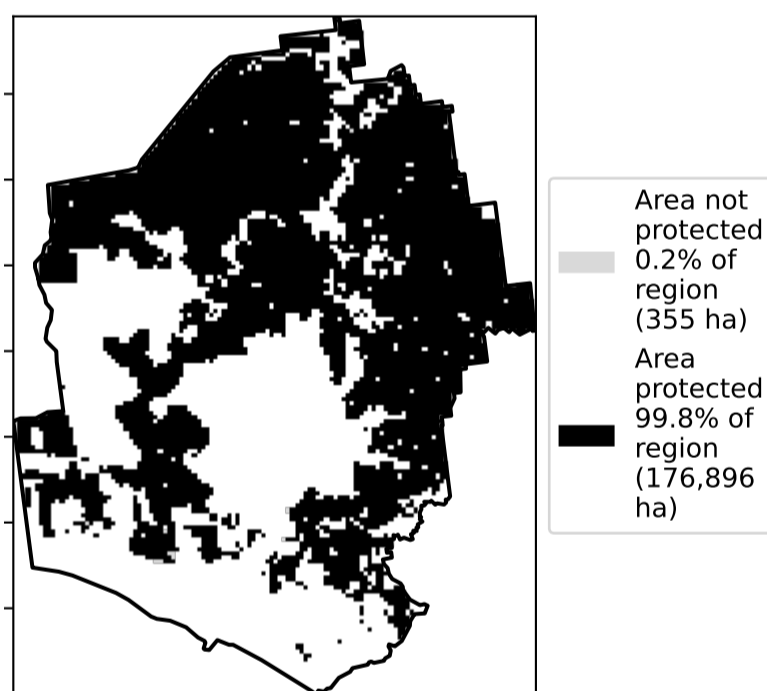 Area not
protected
0.2% of
region
(355 ha)
Area
protected
99.8% of
region
(176,896
ha)